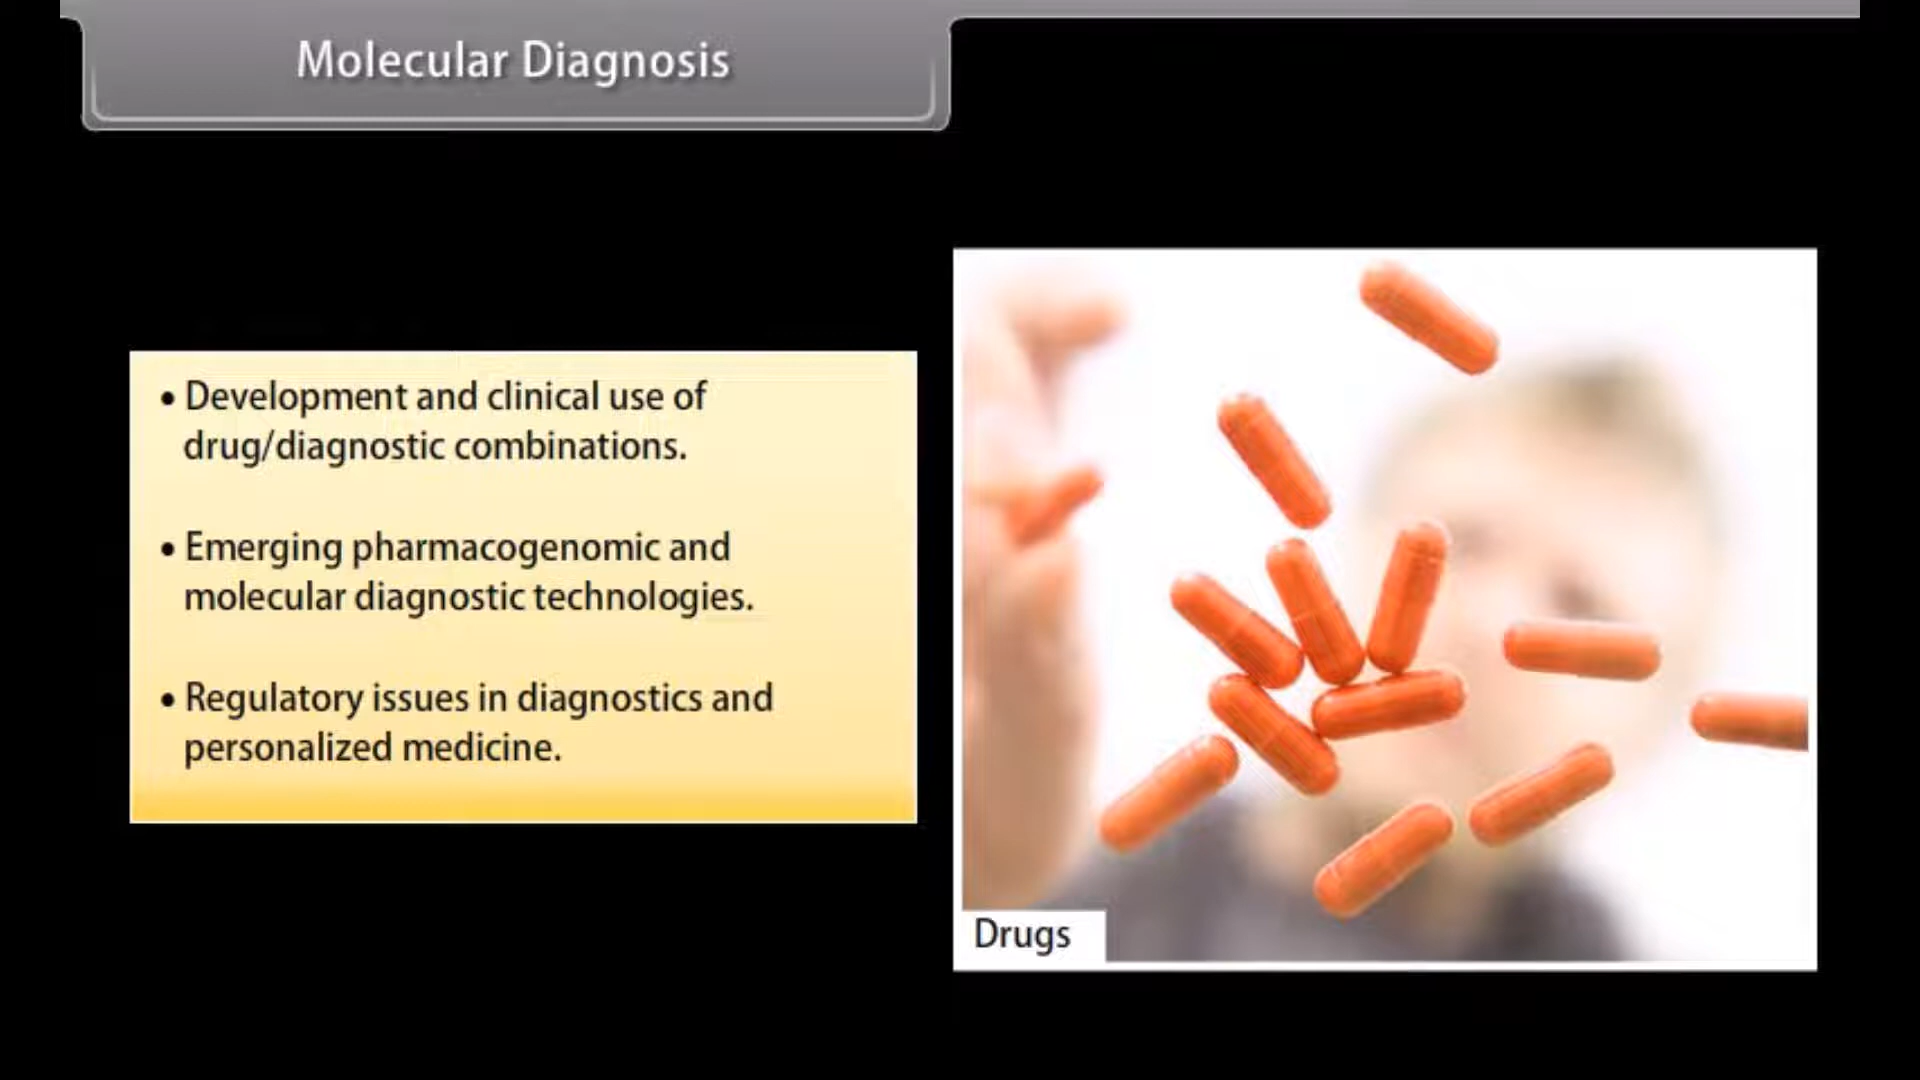 Molecular Diagnosis
• Development and clinical use of
drug/diagnostic combinations.
• Emerging pharmacogenomic and
molecular diagnostic technologies.
• Regulatory issues in diagnostics and
personalized medicine.
Drugs